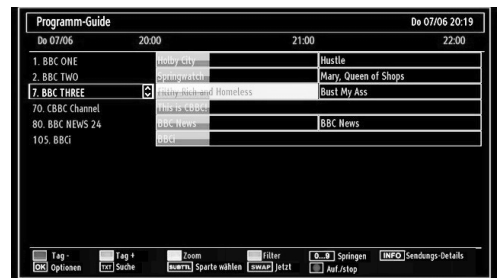 Programm-Guide Do 07/06 20:19
Do 07/06 20:00 21:00 22:00
1. BBC ONE Holby City Hustle
2. BBC TWO Springwatch Mary, Queen of Shops
7. BBC THREE Filthy Rich and Homeless Bust My Ass
70. CBBC Channel This is CBBC!
80. BBC NEWS 24 BBC News BBC News
105. BBCi BBCi
Tag - Tag + Zoom Filter 0...9 Springen INFO Sendungs-Details
OK Optionen TXT Suche SUBTTL Sparte wählen SWAP Jetzt Auf./stop